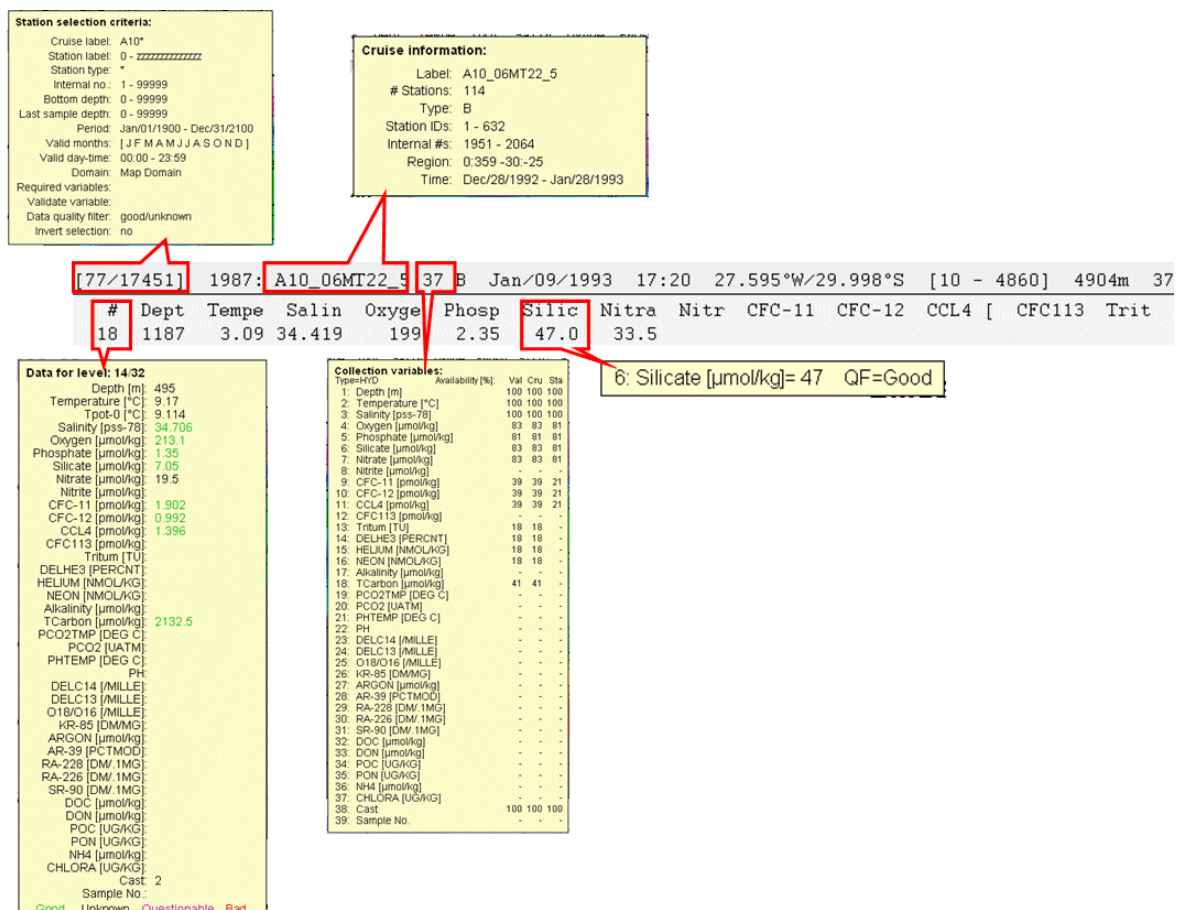 Station selection criteria:
Cruise label: A10*
Station label: 0 - zzzzzzzzzzzzzzz
Station type: *
Internal no.: 1 - 99999
Bottom depth: 0 - 99999
Last sample depth: 0 - 99999
Period: Jan/01/1900 - Dec/31/2100
Valid months: [ J F M A M J J A S O N D ]
Valid day-time: 00:00 - 23:59
Domain: Map Domain
Required variables:
Validate variable:
Data quality filter: good/unknown
Invert selection: no
Cruise information:
Label: A10_06MT22_5
# Stations: 114
Type: B
Station IDs: 1 - 632
Internal #s: 1951 - 2064
Region: 0:359 -30:-25
Time: Dec/28/1992 - Jan/28/1993
[77/17451] 1987: A10_06MT22_5 37 B Jan/09/1993 17:20 27.595°W/29.998°S [10 - 4860] 4904m 37
# Dept Tempe Salin Oxyge Phosp Silic Nitra Nitr CFC-11 CFC-12 CCL4 [ CFC113 Trit
18 1187 3.09 34.419 199 2.35 47.0 33.5
Data for level: 14/32
Depth [m]: 495
Temperature [°C]: 9.17
Tpot-0 [°C]: 9.114
Salinity [pss-78]: 34.706
Oxygen [µmol/kg]: 213.1
Phosphate [µmol/kg]: 1.35
Silicate [µmol/kg]: 7.05
Nitrate [µmol/kg]: 19.5
Nitrite [µmol/kg]:
CFC-11 [pmol/kg]: 1.902
CFC-12 [pmol/kg]: 0.992
CCL4 [pmol/kg]: 1.396
CFC113 [pmol/kg]:
Tritum [TU]:
DELHE3 [PERCNT]:
HELIUM [NMOL/KG]:
NEON [NMOL/KG]:
Alkalinity [µmol/kg]:
TCarbon [µmol/kg]: 2132.5
PCO2TMP [DEG C]:
PCO2 [UATM]:
PHTEMP [DEG C]:
PH:
DELC14 [/MILLE]:
DELC13 [/MILLE]:
O18/O16 [/MILLE]:
KR-85 [DM/MG]:
ARGON [µmol/kg]:
AR-39 [PCTMOD]:
RA-228 [DM/.1MG]:
RA-226 [DM/.1MG]:
SR-90 [DM/.1MG]:
DOC [µmol/kg]:
DON [µmol/kg]:
POC [UG/KG]:
PON [UG/KG]:
NH4 [µmol/kg]:
CHLORA [UG/KG]:
Cast: 2
Sample No.:
Good Unknown Questionable Bad
Collection variables:
Type=HYD Availability [%]: Val Cru Sta
1: Depth [m] 100 100 100
2: Temperature [°C] 100 100 100
3: Salinity [pss-78] 100 100 100
4: Oxygen [µmol/kg] 83 83 81
5: Phosphate [µmol/kg] 81 81 81
6: Silicate [µmol/kg] 83 83 81
7: Nitrate [µmol/kg] 83 83 81
8: Nitrite [µmol/kg] - - -
9: CFC-11 [pmol/kg] 39 39 21
10: CFC-12 [pmol/kg] 39 39 21
11: CCL4 [pmol/kg] 39 39 21
12: CFC113 [pmol/kg] - - -
13: Tritum [TU] 18 18 -
14: DELHE3 [PERCNT] 18 18 -
15: HELIUM [NMOL/KG] 18 18 -
16: NEON [NMOL/KG] 18 18 -
17: Alkalinity [µmol/kg] - - -
18: TCarbon [µmol/kg] 41 41 -
19: PCO2TMP [DEG C] - - -
20: PCO2 [UATM] - - -
21: PHTEMP [DEG C] - - -
22: PH - - -
23: DELC14 [/MILLE] - - -
24: DELC13 [/MILLE] - - -
25: O18/O16 [/MILLE] - - -
26: KR-85 [DM/MG] - - -
27: ARGON [µmol/kg] - - -
28: AR-39 [PCTMOD] - - -
29: RA-228 [DM/.1MG] - - -
30: RA-226 [DM/.1MG] - - -
31: SR-90 [DM/.1MG] - - -
32: DOC [µmol/kg] - - -
33: DON [µmol/kg] - - -
34: POC [UG/KG] - - -
35: PON [UG/KG] - - -
36: NH4 [µmol/kg] - - -
37: CHLORA [UG/KG] - - -
38: Cast 100 100 100
39: Sample No. - - -
6: Silicate [µmol/kg]= 47 QF=Good